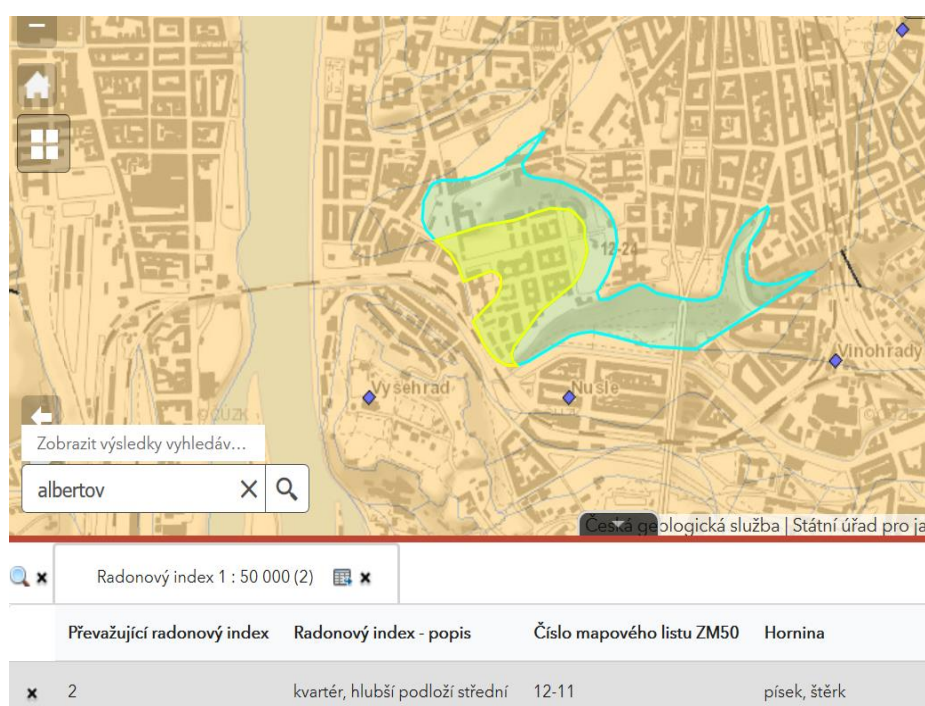 ©ČÚZK
12-24
Vinohrady
Vyšehrad
Nusle
©ČÚZK
Zobrazit výsledky vyhledáv...
albertov
Česká geologická služba | Státní úřad pro ja
Radonový index 1 : 50 000 (2)
Převažující radonový index Radonový index - popis Číslo mapového listu ZM50 Hornina
2 kvartér, hlubší podloží střední 12-11 písek, štěrk